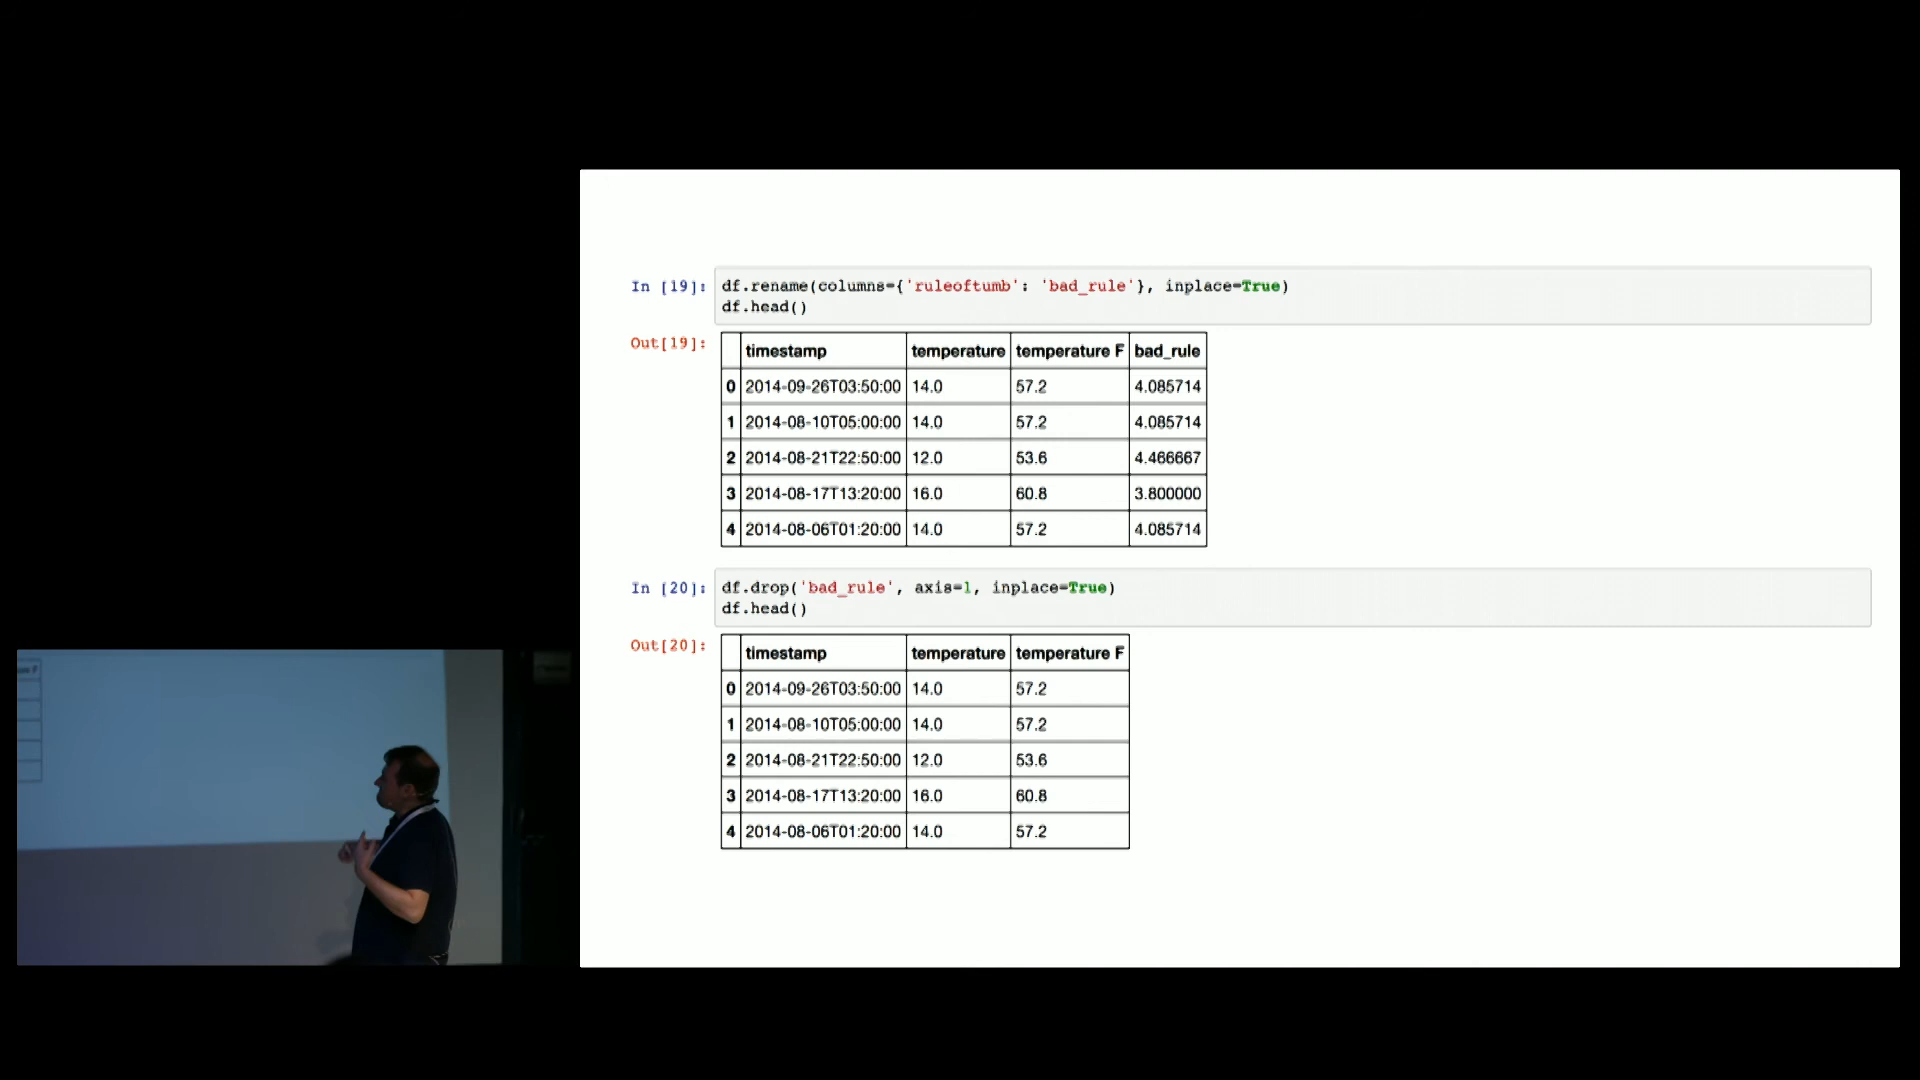 In [19]: df.rename(columns={'ruleoftumb': 'bad_rule'}, inplace=True)
df.head()
Out[19]:
timestamp temperature temperature F bad_rule
0 2014-09-26T03:50:00 14.0 57.2 4.085714
1 2014-08-10T05:00:00 14.0 57.2 4.085714
2 2014-08-21T22:50:00 12.0 53.6 4.466667
3 2014-08-17T13:20:00 16.0 60.8 3.800000
4 2014-08-06T01:20:00 14.0 57.2 4.085714
In [20]: df.drop('bad_rule', axis=1, inplace=True)
df.head()
Out[20]:
timestamp temperature temperature F
0 2014-09-26T03:50:00 14.0 57.2
1 2014-08-10T05:00:00 14.0 57.2
2 2014-08-21T22:50:00 12.0 53.6
3 2014-08-17T13:20:00 16.0 60.8
4 2014-08-06T01:20:00 14.0 57.2